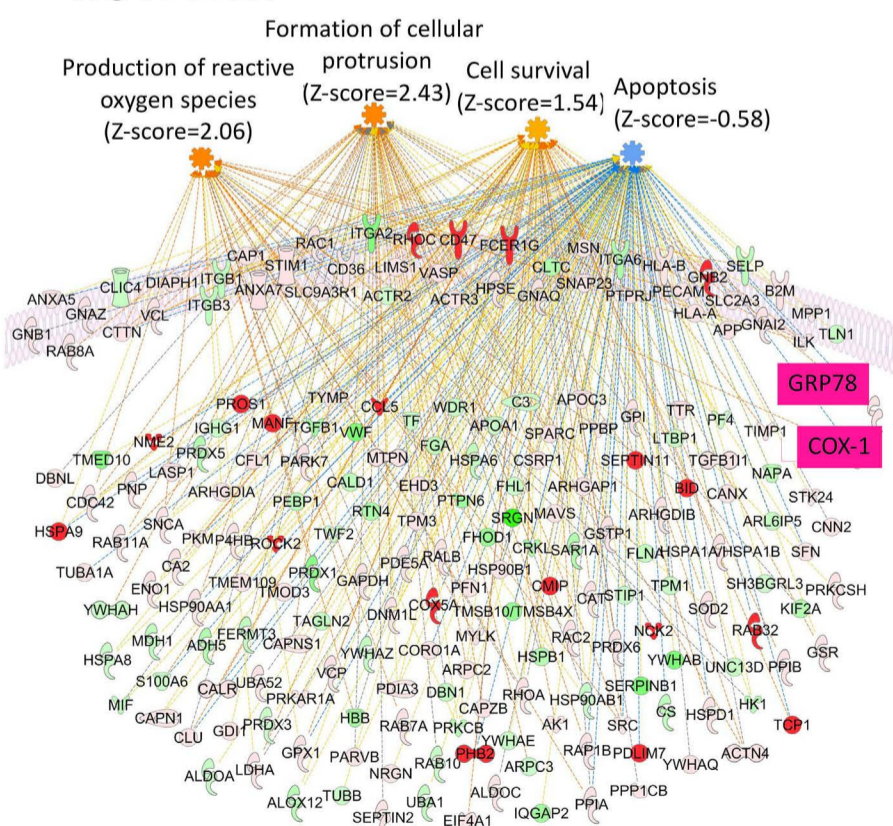 Formation of cellular
protrusion
(Z-score=2.43)
Production of reactive
oxygen species
(Z-score=2.06)
Cell survival
(Z-score=1.54)
Apoptosis
(Z-score=-0.58)
ITGA2 RHOC CD47 FCER1G
RAC1 MSN
CAP1 STIM1 CD36 LIMS1 VASP CLTC ITGA6 HLA-B GNB2 SELP
CLIC4 DIAPH1 ITGB1 ANXA7 SLC9A3R1 ACTR2 ACTR3 HPSE GNAQ SNAP23 PTPRJ PECAM SLC2A3 B2M
ANXA5 GNAZ VCL ITGB3 HLA-A APP GNAI2 MPP1
GNB1 CTTN ILK TLN1
RAB8A
GRP78
PROS1 TYMP CCL5 WDR1 C3 APOC3 GPI TTR
NME2 IGHG1 MANF TGFB1 VWF TF APOA1 SPARC PPBP LTBP1 PF4 TIMP1
COX-1
TMED10 PRDX5 CFL1 PARK7 MTPN FGA HSPA6 CSRP1 SEPTIN11 TGFB1I1
DBNL LASP1 CALD1 EHD3 FHL1 ARHGAP1 BID CANX NAPA
CDC42 PNP ARHGDIA PEBP1 RTN4 PTPN6 STK24
HSPA9 SNCA TPM3 SRGN MAVS ARHGDIB ARL6IP5 CNN2
RAB11A PKM P4HB ROCK2 TWF2 FHOD1 CRKL SAR1A GSTP1 FLNA HSPA1A/HSPA1B SFN
TUBA1A CA2 PRDX1 PDE5A RALB HSP90B1
ENO1 TMEM109 TMOD3 GAPDH PFN1 CMIP CAT STIP1 TPM1 SH3BGRL3 PRKCSH
YWHAH HSP90AA1 TAGLN2 DNM1L COX5A TMSB10/TMSB4X SOD2 KIF2A
MDH1 ADH5 FERMT3 CAPNS1 MYLK RAC2 NCK2 RAB32
HSPA8 YWHAZ CORO1A HSPB1 PRDX6 YWHAB UNC13D PPIB GSR
S100A6 CALR UBA52 VCP ARPC2
MIF PRKAR1A PDIA3 DBN1 RHOA HSP90AB1 SERPINB1 HK1
CAPN1 CLU GDI1 PRDX3 HBB RAB7A PRKCB CAPZB AK1 SRC CS HSPD1 TCP1
ALDOA LDHA GPX1 PARVB RAB10 PHB2 YWHAE RAP1B PDLIM7 YWHAQ ACTN4
NRGN ARPC3
ALOX12 TUBB UBA1 ALDOC PPIA PPP1CB
SEPTIN2 EIF4A1 IQGAP2